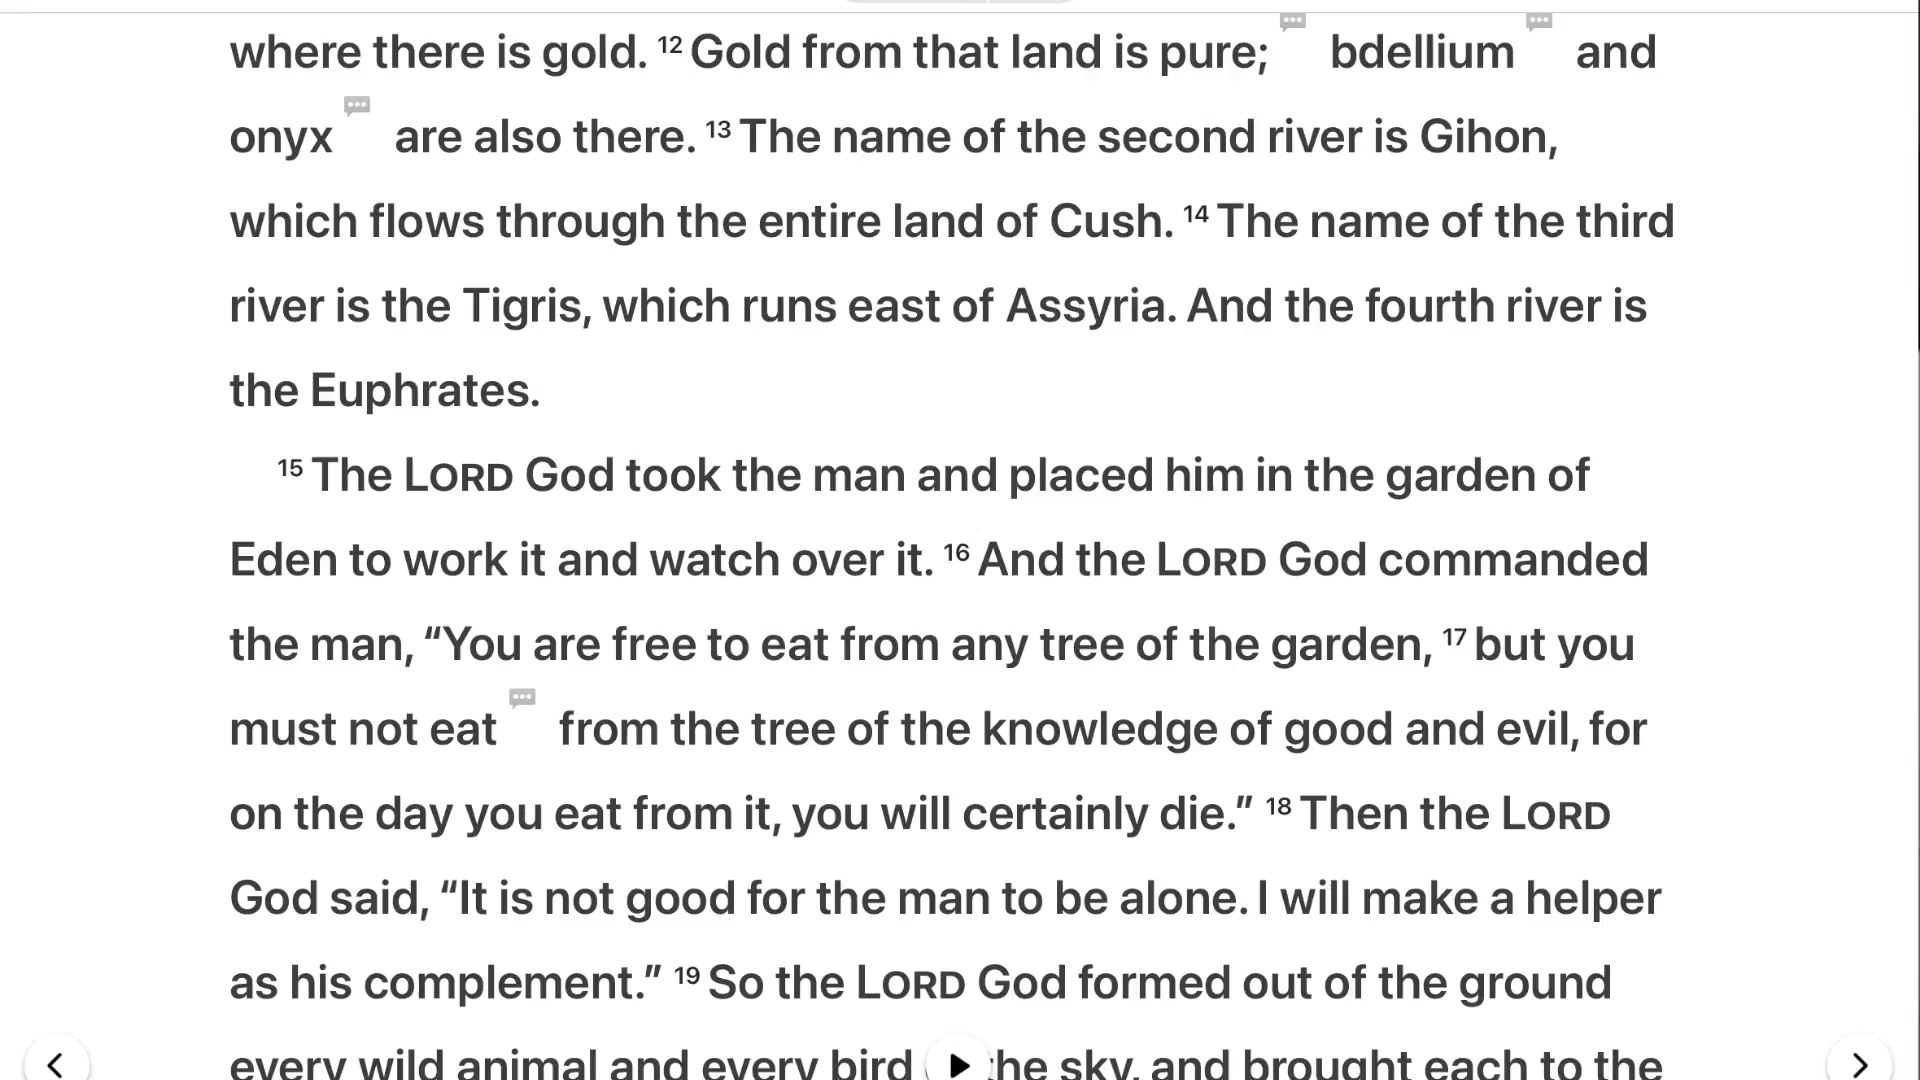 where there is gold. 12 Gold from that land is pure; bdellium and
onyx are also there. 13 The name of the second river is Gihon,
which flows through the entire land of Cush. 14 The name of the third
river is the Tigris, which runs east of Assyria. And the fourth river is
the Euphrates.
15 The LORD God took the man and placed him in the garden of
Eden to work it and watch over it. 16 And the LORD God commanded
the man, “You are free to eat from any tree of the garden, 17 but you
must not eat from the tree of the knowledge of good and evil, for
on the day you eat from it, you will certainly die.” 18 Then the LORD
God said, “It is not good for the man to be alone. I will make a helper
as his complement.” 19 So the LORD God formed out of the ground
every wild animal and every bird the sky, and brought each to the